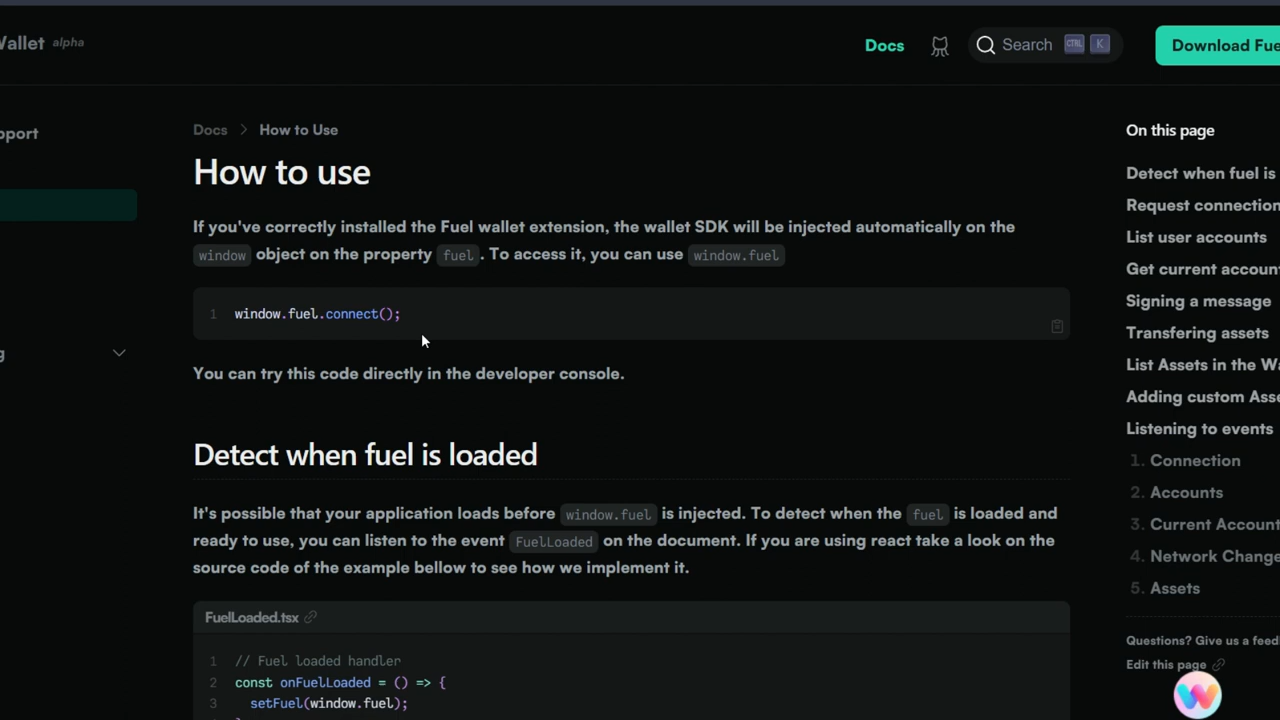 Wallet alpha
Docs
Search CTRL K
Download Fue
pport
g
Docs > How to Use
How to use
If you've correctly installed the Fuel wallet extension, the wallet SDK will be injected automatically on the
window object on the property fuel . To access it, you can use window.fuel
1 window.fuel.connect();
You can try this code directly in the developer console.
Detect when fuel is loaded
It's possible that your application loads before window.fuel is injected. To detect when the fuel is loaded and
ready to use, you can listen to the event FuelLoaded on the document. If you are using react take a look on the
source code of the example bellow to see how we implement it.
FuelLoaded.tsx
1 // Fuel loaded handler
2 const onFuelLoaded = () => {
3 setFuel(window.fuel);
On this page
Detect when fuel is
Request connection
List user accounts
Get current accoun
Signing a message
Transfering assets
List Assets in the Wa
Adding custom Asse
Listening to events
1. Connection
2. Accounts
3. Current Account
4. Network Change
5. Assets
Questions? Give us a feed
Edit this page